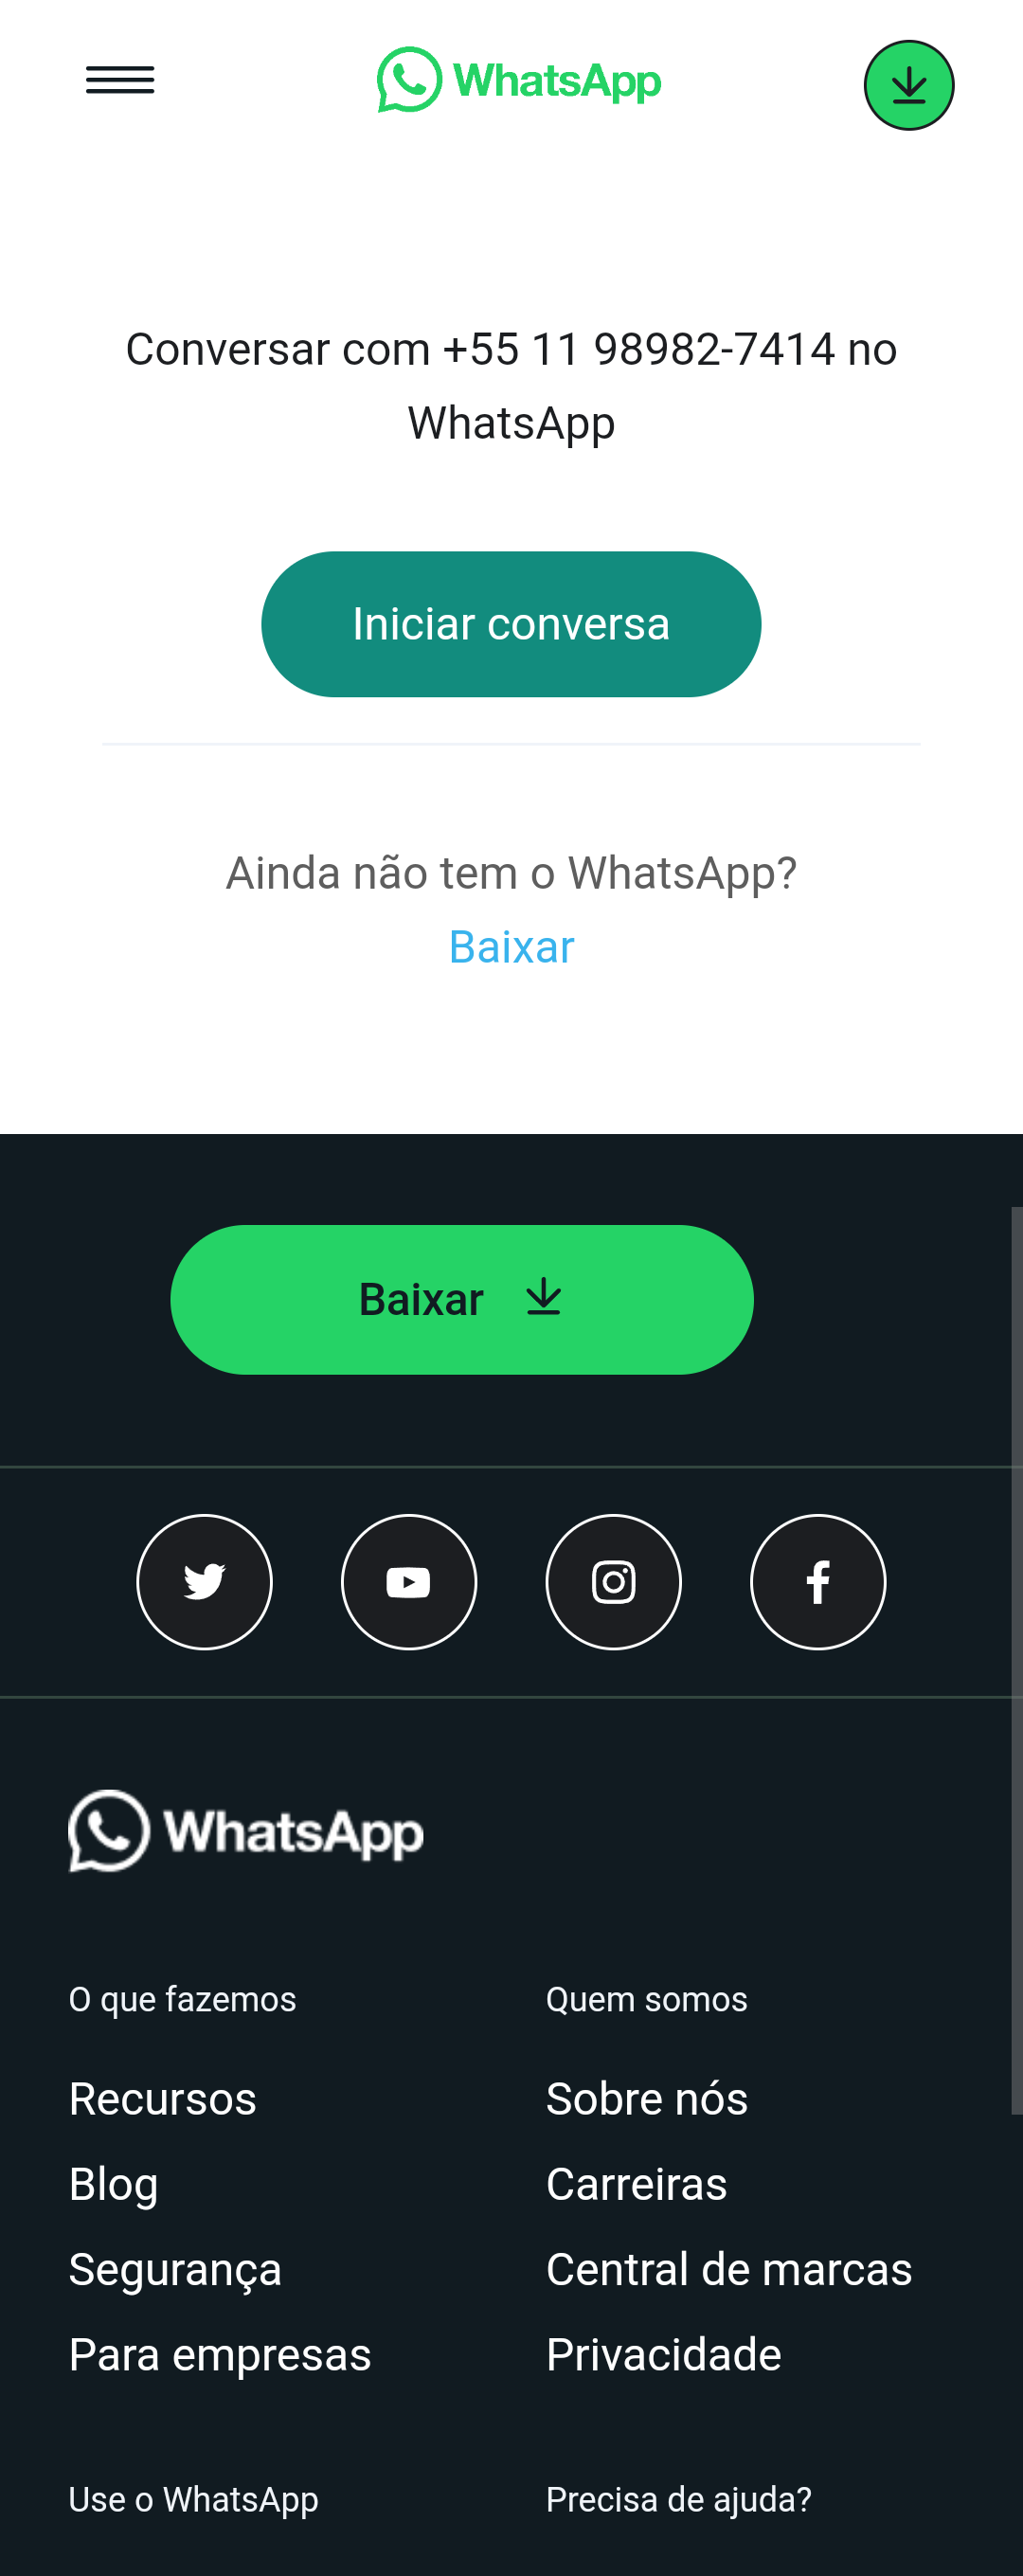 WhatsApp
Conversar com +55 11 98982-7414 no
WhatsApp
Iniciar conversa
Ainda não tem o WhatsApp?
Baixar
Baixar
WhatsApp
O que fazemos
Recursos
Blog
Segurança
Para empresas
Quem somos
Sobre nós
Carreiras
Central de marcas
Privacidade
Use o WhatsApp
Precisa de ajuda?